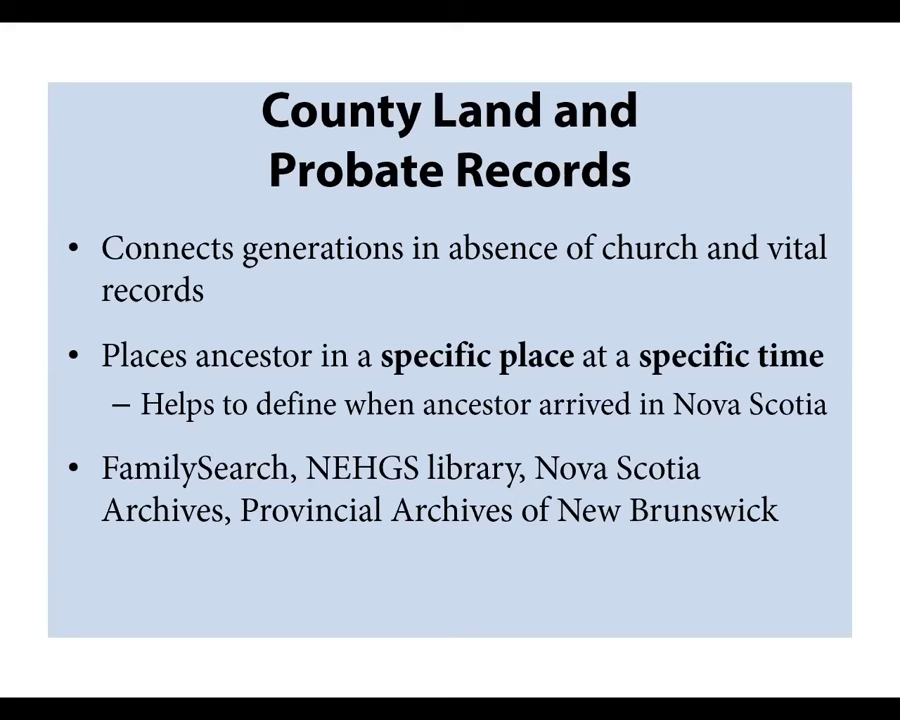 County Land and
Probate Records
• Connects generations in absence of church and vital
records
• Places ancestor in a specific place at a specific time
– Helps to define when ancestor arrived in Nova Scotia
• FamilySearch, NEHGS library, Nova Scotia
Archives, Provincial Archives of New Brunswick